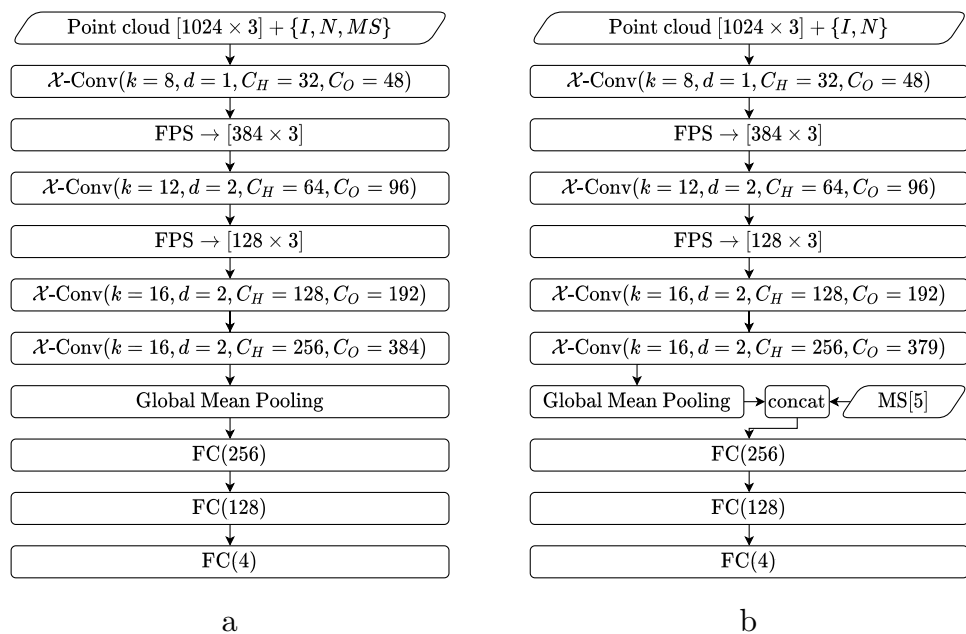 Point cloud [1024 × 3] + {I, N, MS}
𝒳-Conv(k = 8, d = 1, C_H = 32, C_O = 48)
FPS → [384 × 3]
𝒳-Conv(k = 12, d = 2, C_H = 64, C_O = 96)
FPS → [128 × 3]
𝒳-Conv(k = 16, d = 2, C_H = 128, C_O = 192)
𝒳-Conv(k = 16, d = 2, C_H = 256, C_O = 384)
Global Mean Pooling
FC(256)
FC(128)
FC(4)
a
Point cloud [1024 × 3] + {I, N}
𝒳-Conv(k = 8, d = 1, C_H = 32, C_O = 48)
FPS → [384 × 3]
𝒳-Conv(k = 12, d = 2, C_H = 64, C_O = 96)
FPS → [128 × 3]
𝒳-Conv(k = 16, d = 2, C_H = 128, C_O = 192)
𝒳-Conv(k = 16, d = 2, C_H = 256, C_O = 379)
Global Mean Pooling
concat
MS[5]
FC(256)
FC(128)
FC(4)
b